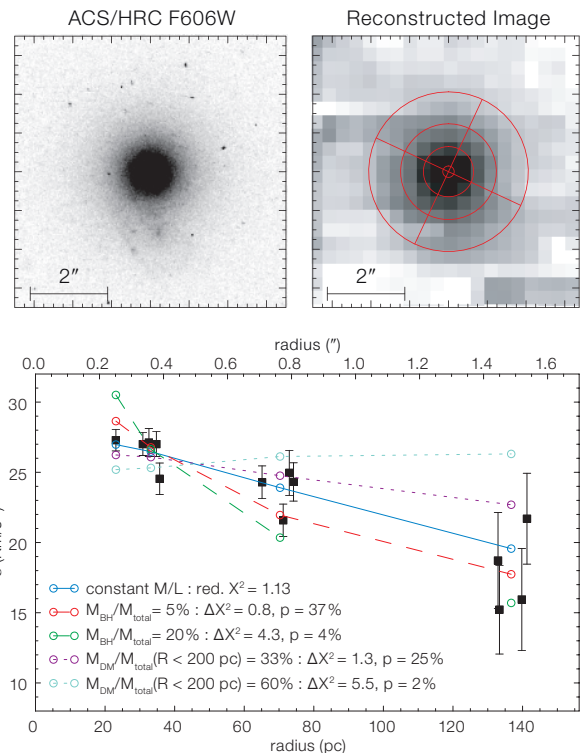 ACS/HRC F606W
Reconstructed Image
2″
2″
radius (″)
0.0 0.2 0.4 0.6 0.8 1.0 1.2 1.4 1.6
30
25
20
15
10
constant M/L : red. X² = 1.13
M_BH/M_total = 5% : ΔX² = 0.8, p = 37%
M_BH/M_total = 20% : ΔX² = 4.3, p = 4%
M_DM/M_total(R < 200 pc) = 33% : ΔX² = 1.3, p = 25%
M_DM/M_total(R < 200 pc) = 60% : ΔX² = 5.5, p = 2%
0 20 40 60 80 100 120 140
radius (pc)